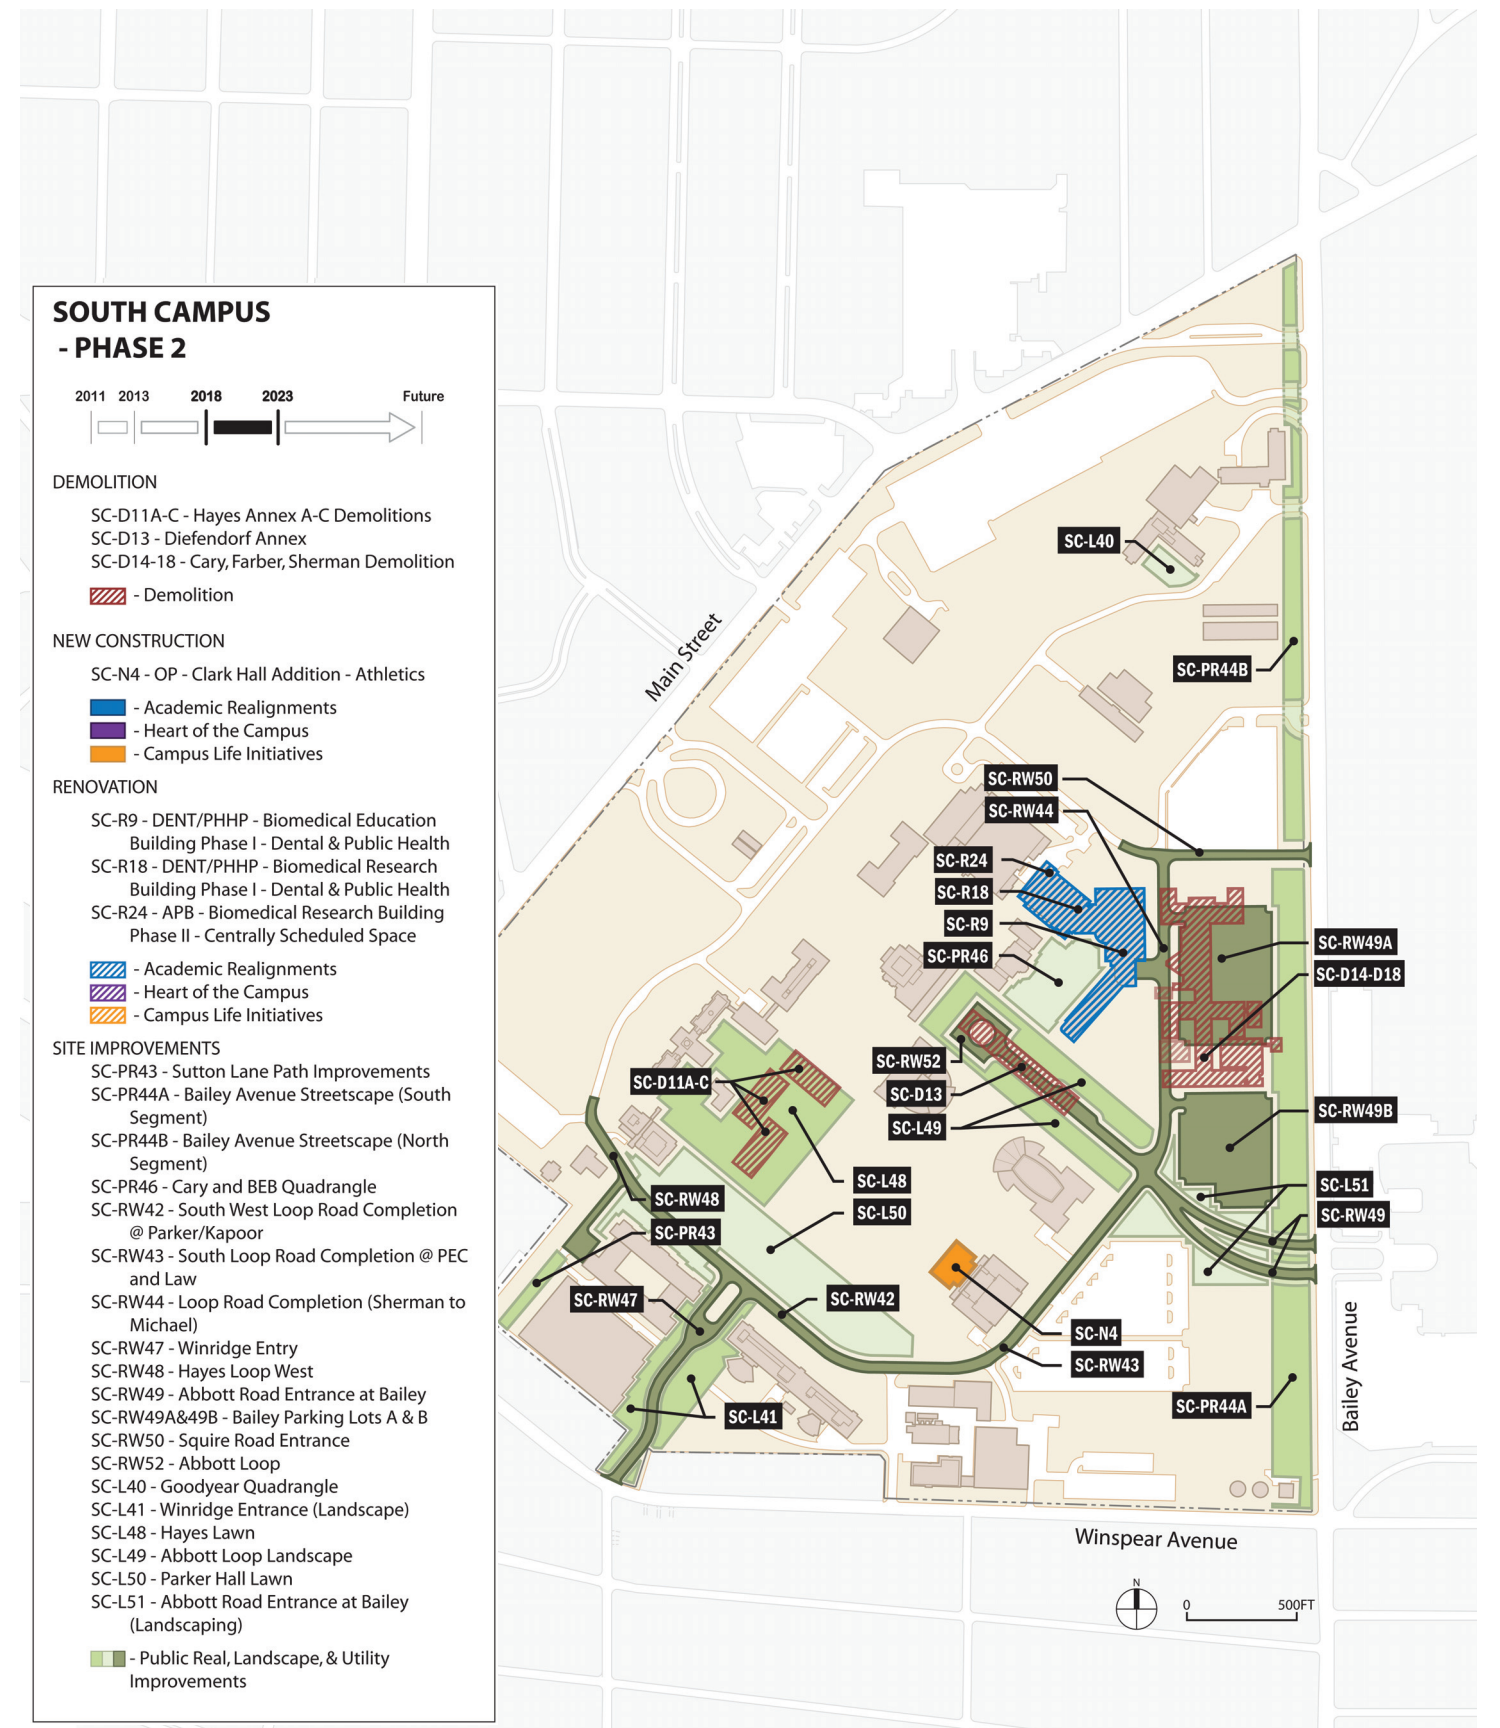 SOUTH CAMPUS
- PHASE 2
2011 2013 2018 2023 Future
DEMOLITION
SC-D11A-C - Hayes Annex A-C Demolitions
SC-D13 - Diefendorf Annex
SC-D14-18 - Cary, Farber, Sherman Demolition
- Demolition
NEW CONSTRUCTION
SC-N4 - OP - Clark Hall Addition - Athletics
- Academic Realignments
- Heart of the Campus
- Campus Life Initiatives
RENOVATION
SC-R9 - DENT/PHHP - Biomedical Education
Building Phase I - Dental & Public Health
SC-R18 - DENT/PHHP - Biomedical Research
Building Phase I - Dental & Public Health
SC-R24 - APB - Biomedical Research Building
Phase II - Centrally Scheduled Space
- Academic Realignments
- Heart of the Campus
- Campus Life Initiatives
SITE IMPROVEMENTS
SC-PR43 - Sutton Lane Path Improvements
SC-PR44A - Bailey Avenue Streetscape (South
Segment)
SC-PR44B - Bailey Avenue Streetscape (North
Segment)
SC-PR46 - Cary and BEB Quadrangle
SC-RW42 - South West Loop Road Completion
@ Parker/Kapoor
SC-RW43 - South Loop Road Completion @ PEC
and Law
SC-RW44 - Loop Road Completion (Sherman to
Michael)
SC-RW47 - Winridge Entry
SC-RW48 - Hayes Loop West
SC-RW49 - Abbott Road Entrance at Bailey
SC-RW49A&49B - Bailey Parking Lots A & B
SC-RW50 - Squire Road Entrance
SC-RW52 - Abbott Loop
SC-L40 - Goodyear Quadrangle
SC-L41 - Winridge Entrance (Landscape)
SC-L48 - Hayes Lawn
SC-L49 - Abbott Loop Landscape
SC-L50 - Parker Hall Lawn
SC-L51 - Abbott Road Entrance at Bailey
(Landscaping)
- Public Real, Landscape, & Utility
Improvements
SC-L40
Main Street
SC-PR44B
SC-RW50
SC-RW44
SC-R24
SC-R18
SC-R9
SC-PR46
SC-RW49A
SC-D14-D18
SC-RW52
SC-D11A-C
SC-D13
SC-RW49B
SC-L49
SC-L48
SC-L51
SC-RW48
SC-L50
SC-RW49
SC-PR43
SC-RW47
SC-RW42
SC-N4
SC-RW43
Bailey Avenue
SC-PR44A
SC-L41
Winspear Avenue
N
0 500FT